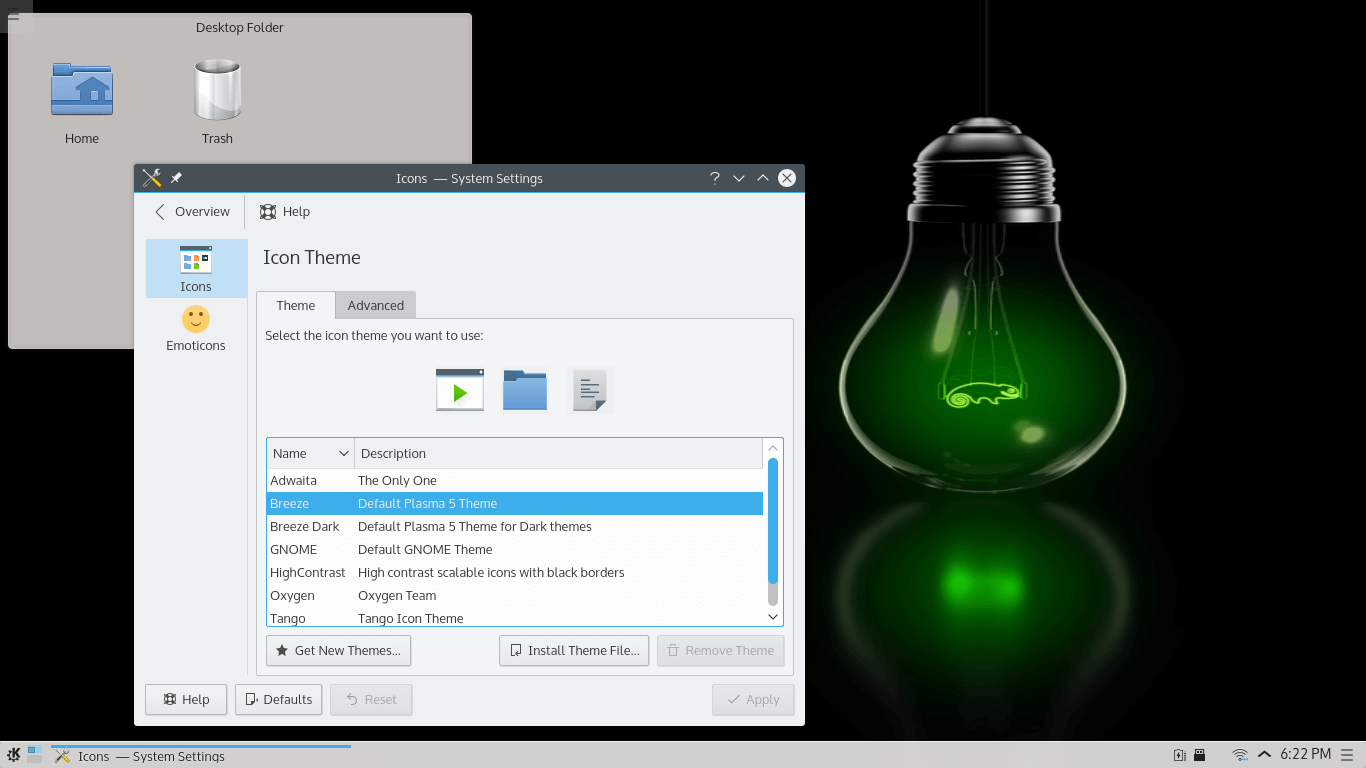 Desktop Folder
Home
Trash
Icons — System Settings
Overview
Help
Icons
Emoticons
Icon Theme
Theme
Advanced
Select the icon theme you want to use:
Name Description
Adwaita The Only One
Breeze Default Plasma 5 Theme
Breeze Dark Default Plasma 5 Theme for Dark themes
GNOME Default GNOME Theme
HighContrast High contrast scalable icons with black borders
Oxygen Oxygen Team
Tango Tango Icon Theme
Get New Themes...
Install Theme File...
Remove Theme
Help
Defaults
Reset
Apply
Icons — System Settings
6:22 PM